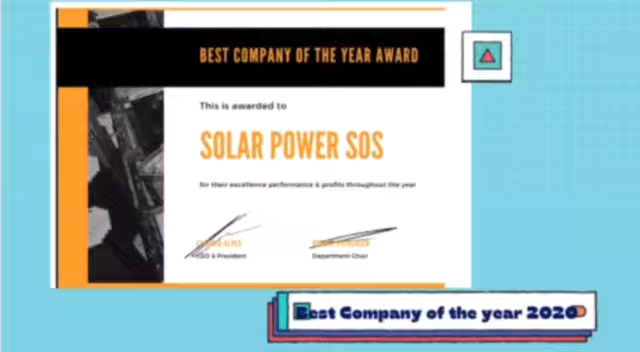 BEST COMPANY OF THE YEAR AWARD
This is awarded to
SOLAR POWER SOS
for their excellence performance & profits throughout the year
CEO & President
Department Chair
Best Company of the year 2020